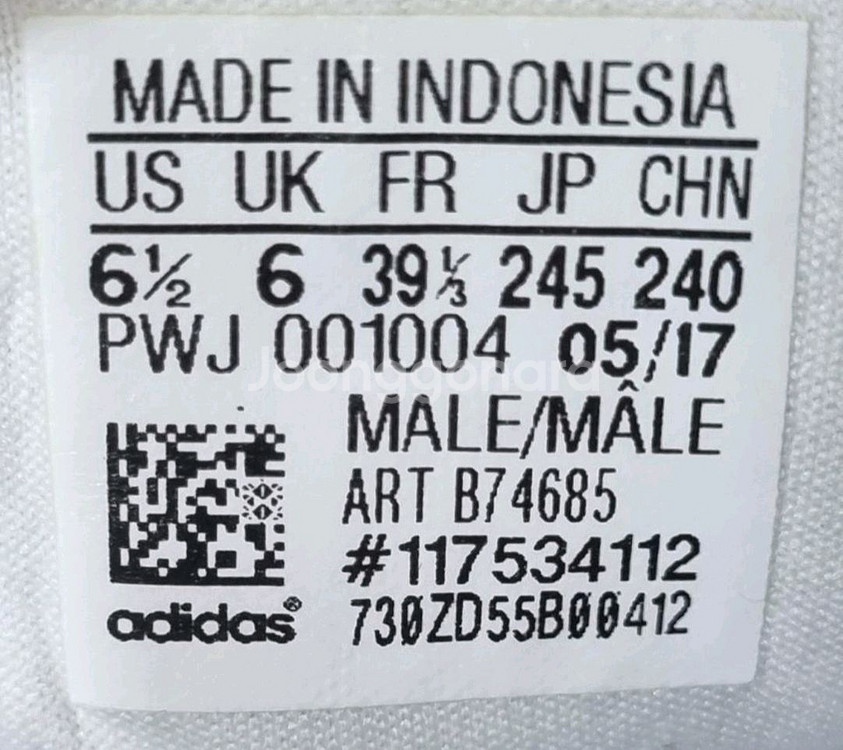 MADE IN INDONESIA
US UK FR JP CHN
6½ 6 39⅓ 245 240
PWJ 001004 05/17
Joonggonara
MALE/MÂLE
ART B74685
#117534112
adidas® 730ZD55B00412